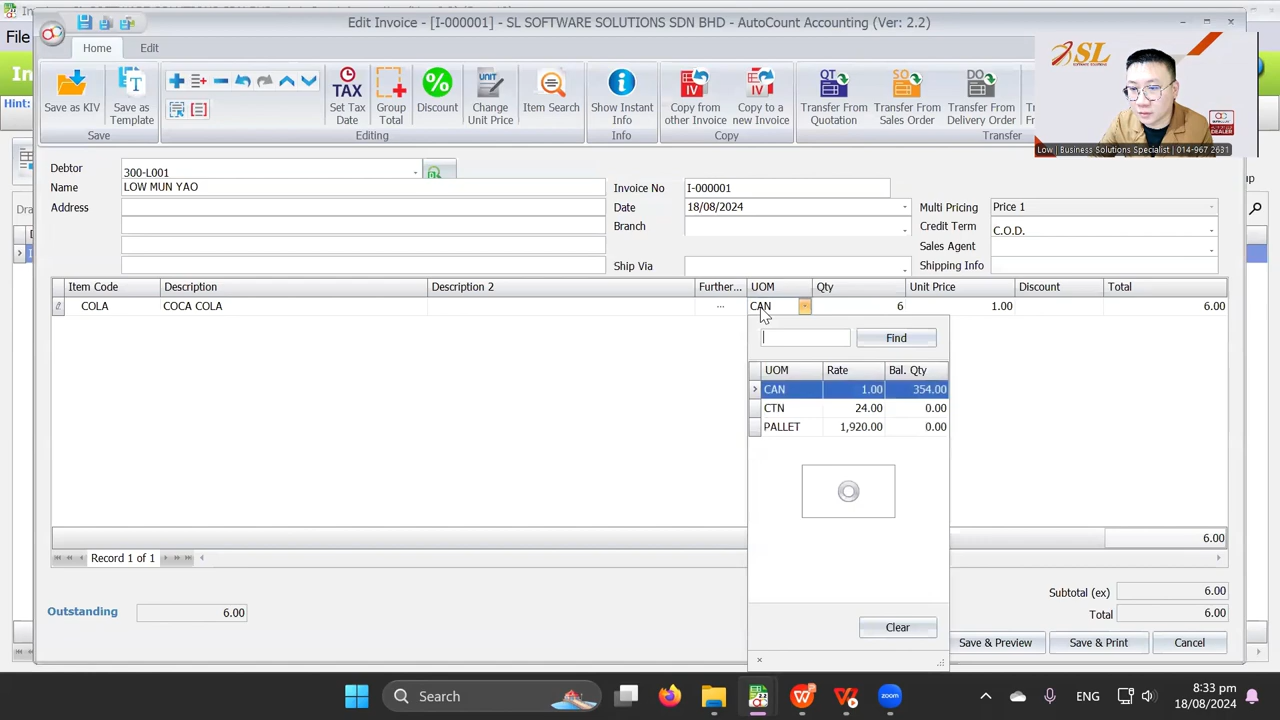 Edit Invoice - [I-000001] - SL SOFTWARE SOLUTIONS SDN BHD - AutoCount Accounting (Ver: 2.2)
File
Home Edit
Hint:
Save as KIV
Save as Template
Save
Set Tax Date
Group Total
Discount
Change Unit Price
Item Search
Editing
Show Instant Info
Info
Copy from other Invoice
Copy to a new Invoice
Copy
Transfer From Quotation
Transfer From Sales Order
Transfer From Delivery Order
Transfer
SL
Low | Business Solutions Specialist | 014-967 2631
Debtor 300-L001
Name LOW MUN YAO Invoice No I-000001
Address Date 18/08/2024 Multi Pricing Price 1
Branch Credit Term C.O.D.
Sales Agent
Ship Via Shipping Info
Item Code Description Description 2 Further... UOM Qty Unit Price Discount Total
COLA COCA COLA ... CAN 6 1.00 6.00
Find
UOM Rate Bal. Qty
CAN 1.00 354.00
CTN 24.00 0.00
PALLET 1,920.00 0.00
6.00
Record 1 of 1
Outstanding 6.00
Subtotal (ex) 6.00
Total 6.00
Clear
Save & Preview Save & Print Cancel
Search
ENG
8:33 pm
18/08/2024